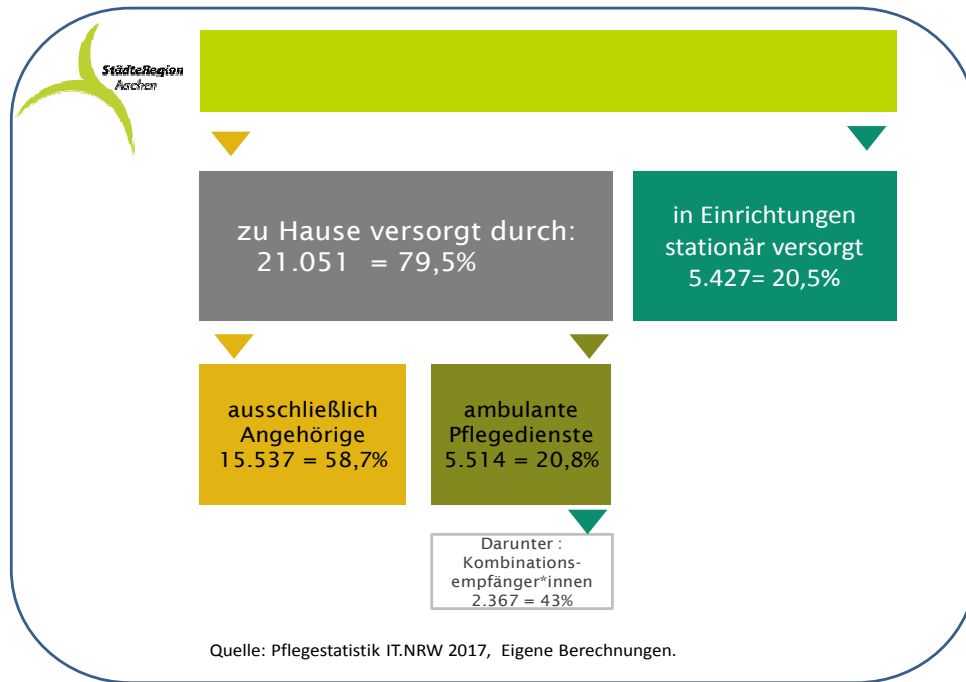 StädteRegion
Aachen
zu Hause versorgt durch:
21.051 = 79,5%
in Einrichtungen
stationär versorgt
5.427= 20,5%
ausschließlich
Angehörige
15.537 = 58,7%
ambulante
Pflegedienste
5.514 = 20,8%
Darunter :
Kombinations-
empfänger*innen
2.367 = 43%
Quelle: Pflegestatistik IT.NRW 2017, Eigene Berechnungen.